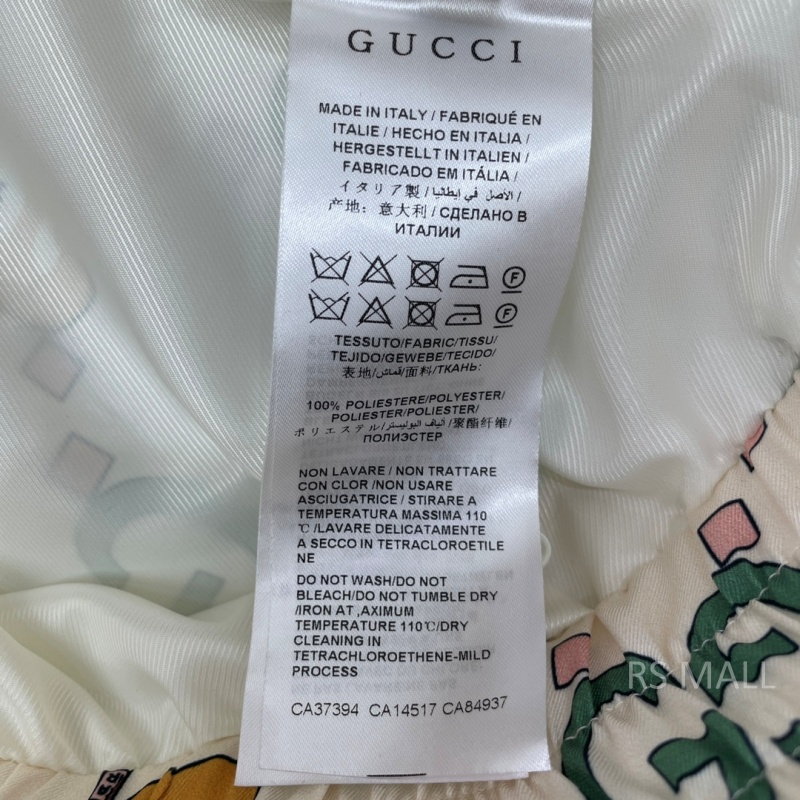 GUCCI
MADE IN ITALY / FABRIQUÉ EN
ITALIE / HECHO EN ITALIA /
HERGESTELLT IN ITALIEN /
FABRICADO EM ITÁLIA /
イタリア製 / الأصل في إيطاليا /
产地: 意大利 / СДЕЛАНО В
ИТАЛИИ
F
F
TESSUTO/FABRIC/TISSU/
TEJIDO/GEWEBE/TECIDO/
表地/قماش/面料/ТКАНЬ:
100% POLIESTERE/POLYESTER/
POLIESTER/POLIESTER/
ポリエステル/ألياف البوليستر/聚酯纤维/
ПОЛИЭСТЕР
NON LAVARE / NON TRATTARE
CON CLOR /NON USARE
ASCIUGATRICE / STIRARE A
TEMPERATURA MASSIMA 110
℃/LAVARE DELICATAMENTE
A SECCO IN TETRACLOROETILE
NE
DO NOT WASH/DO NOT
BLEACH/DO NOT TUMBLE DRY
/IRON AT ,AXIMUM
TEMPERATURE 110℃/DRY
CLEANING IN
TETRACHLOROETHENE-MILD
PROCESS
CA37394 CA14517 CA84937
RS MALL